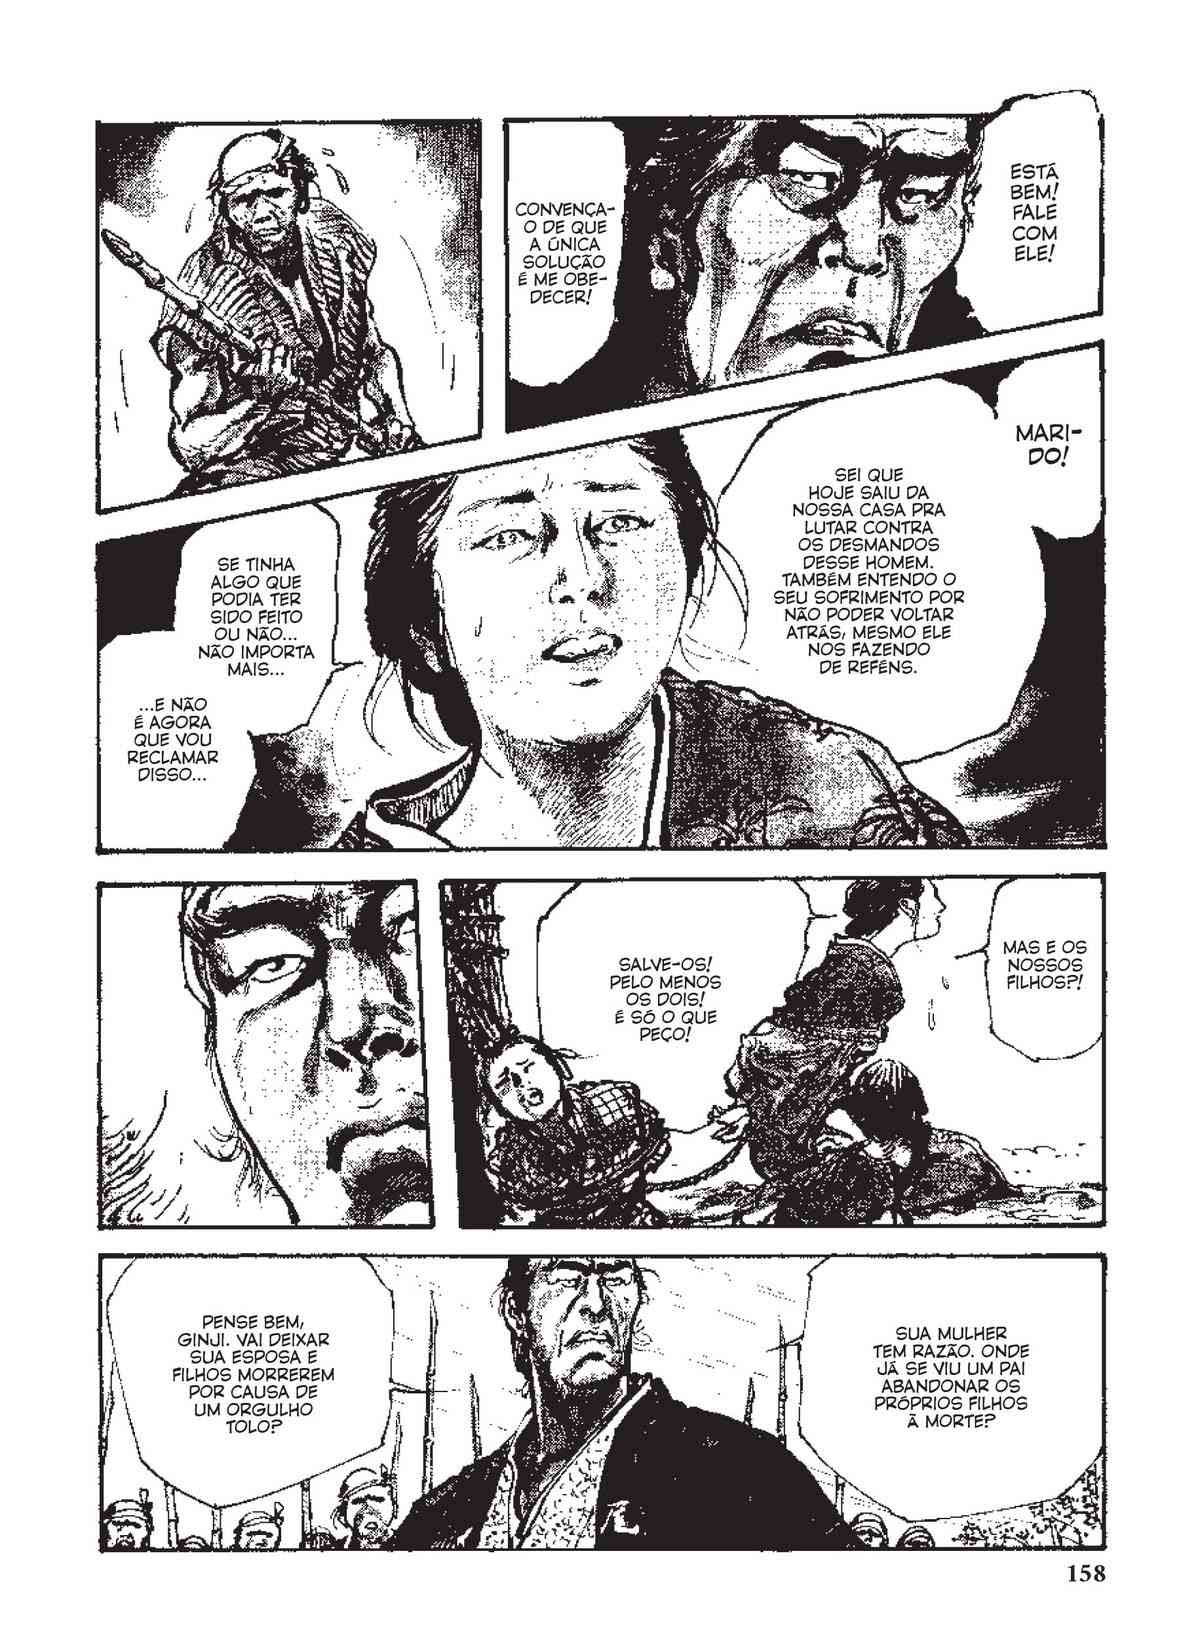 ESTÁ
BEM!
FALE
COM
ELE!
CONVENÇA-
O DE QUE
A ÚNICA
SOLUÇÃO
É ME OBE-
DECER!
MARI-
DO!
SEI QUE
HOJE SAIU DA
NOSSA CASA PRA
LUTAR CONTRA
OS DESMANDOS
DESSE HOMEM.
TAMBÉM ENTENDO O
SEU SOFRIMENTO POR
NÃO PODER VOLTAR
ATRÁS, MESMO ELE
NOS FAZENDO
DE REFÉNS.
SE TINHA
ALGO QUE
PODIA TER
SIDO FEITO
OU NÃO...
NÃO IMPORTA
MAIS...
...E NÃO
É AGORA
QUE VOU
RECLAMAR
DISSO...
MAS E OS
NOSSOS
FILHOS?!
SALVE-OS!
PELO MENOS
OS DOIS!
É SÓ O QUE
PEÇO!
SUA MULHER
TEM RAZÃO. ONDE
JÁ SE VIU UM PAI
ABANDONAR OS
PRÓPRIOS FILHOS
À MORTE?
PENSE BEM,
GINJI. VAI DEIXAR
SUA ESPOSA E
FILHOS MORREREM
POR CAUSA DE
UM ORGULHO
TOLO?
158